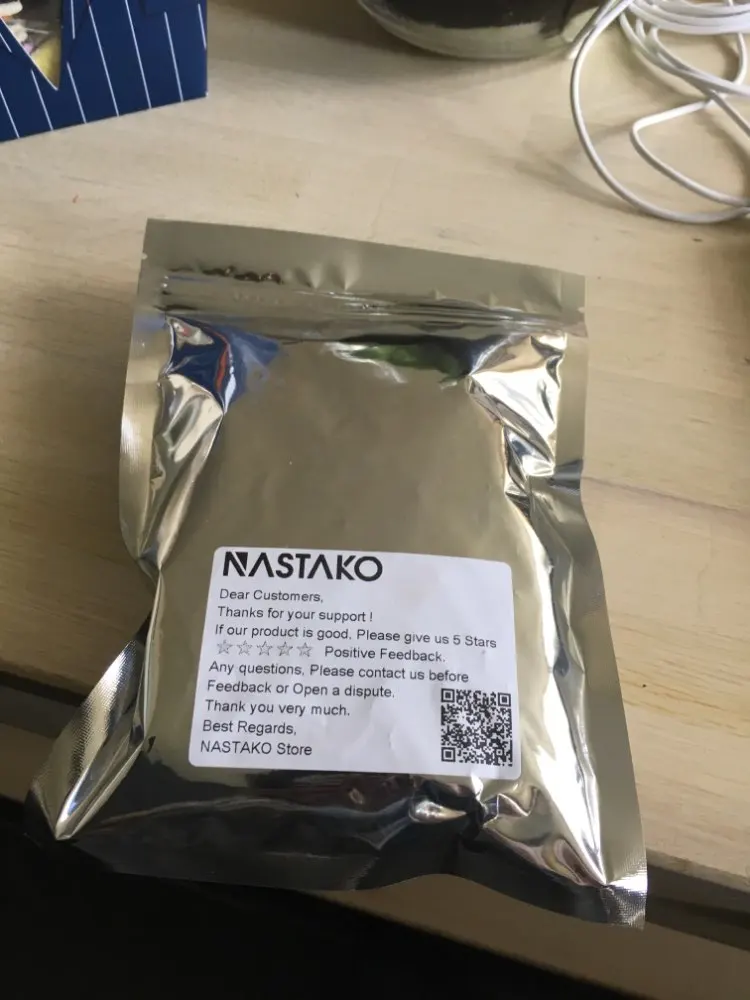 NASTAKO
Dear Customers,
Thanks for your support !
If our product is good, Please give us 5 Stars
☆☆☆☆☆ Positive Feedback.
Any questions, Please contact us before
Feedback or Open a dispute.
Thank you very much.
Best Regards,
NASTAKO Store